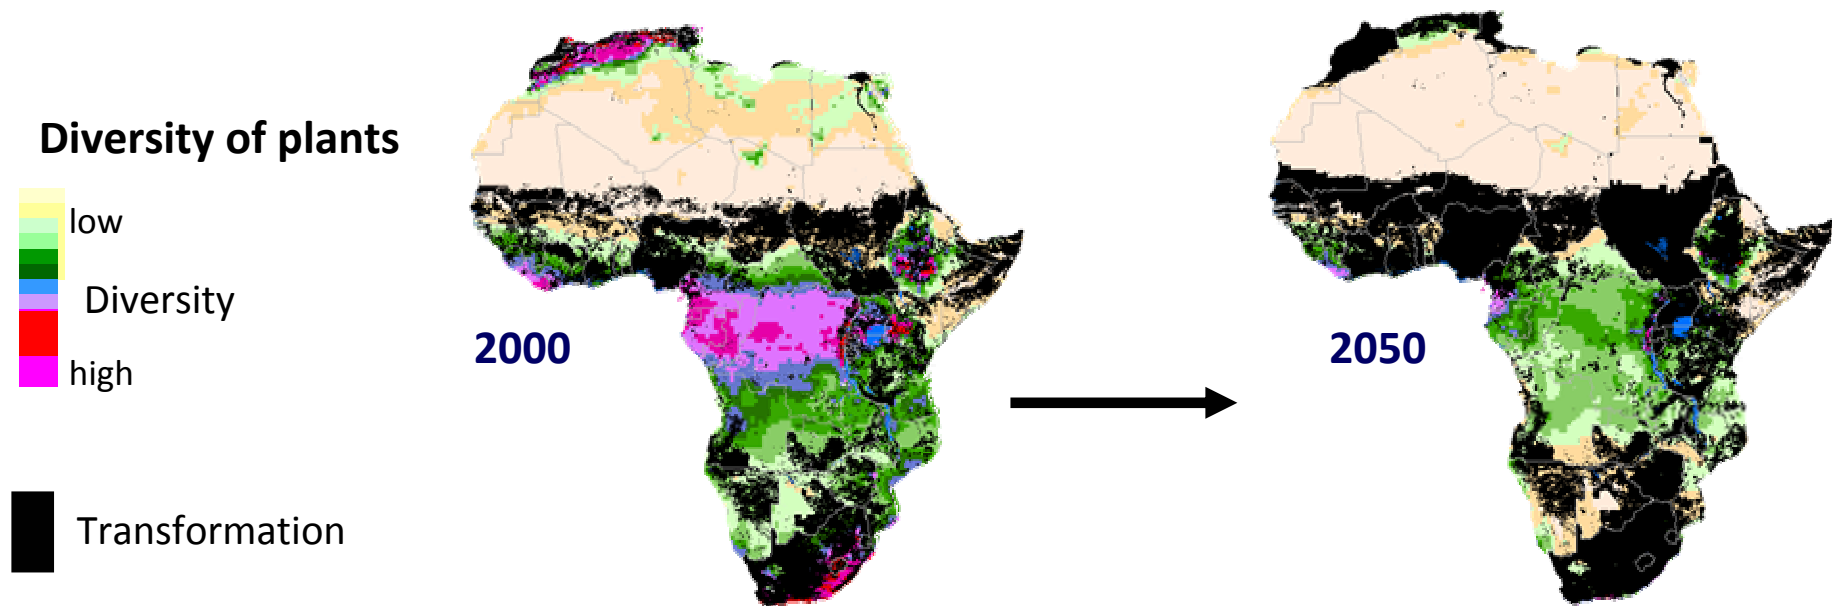 Diversity of plants
low
Diversity
high
Transformation
2000
2050